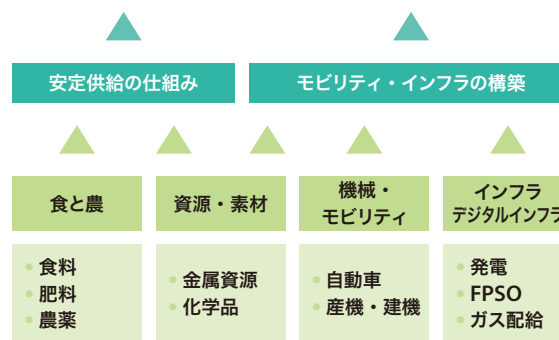 安定供給の仕組み
モビリティ・インフラの構築
食と農
資源・素材
機械・
モビリティ
インフラ
デジタルインフラ
食料
肥料
農薬
金属資源
化学品
自動車
産機・建機
発電
FPSO
ガス配給